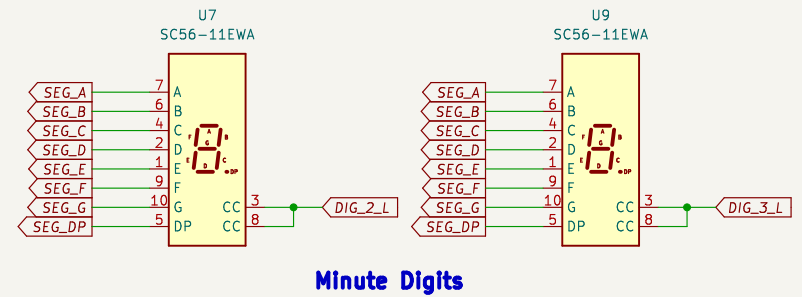 U7
SC56-11EWA
SEG_A 7 A
SEG_B 6 B
SEG_C 4 C
SEG_D 2 D
SEG_E 1 E
SEG_F 9 F
SEG_G 10 G CC 3 DIG_2_L
SEG_DP 5 DP CC 8
A
F B
G
E C
D DP
U9
SC56-11EWA
SEG_A 7 A
SEG_B 6 B
SEG_C 4 C
SEG_D 2 D
SEG_E 1 E
SEG_F 9 F
SEG_G 10 G CC 3 DIG_3_L
SEG_DP 5 DP CC 8
A
F B
G
E C
D DP
Minute Digits